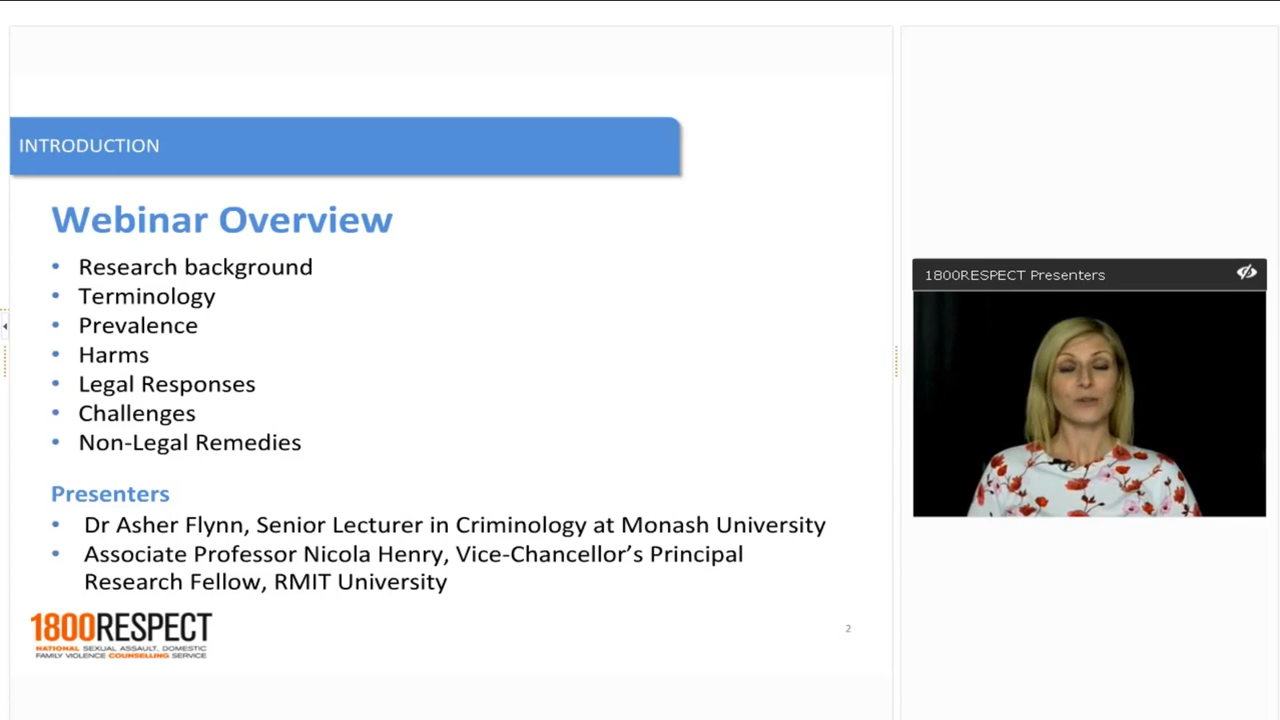 INTRODUCTION
Webinar Overview
• Research background
• Terminology
• Prevalence
• Harms
• Legal Responses
• Challenges
• Non-Legal Remedies
Presenters
• Dr Asher Flynn, Senior Lecturer in Criminology at Monash University
• Associate Professor Nicola Henry, Vice-Chancellor’s Principal
Research Fellow, RMIT University
1800RESPECT
NATIONAL SEXUAL ASSAULT, DOMESTIC
FAMILY VIOLENCE COUNSELLING SERVICE
2
1800RESPECT Presenters